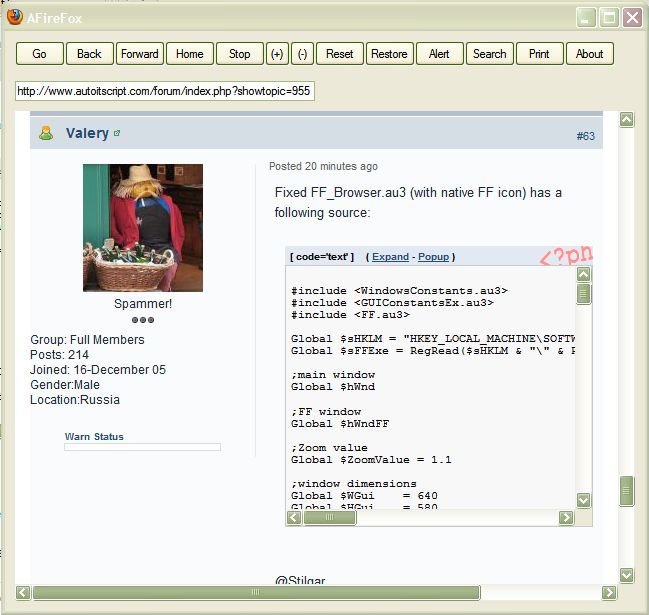 AFireFox
Go Back Forward Home Stop (+) (-) Reset Restore Alert Search Print About
http://www.autoitscript.com/forum/index.php?showtopic=955
Valery
#63
Posted 20 minutes ago
Fixed FF_Browser.au3 (with native FF icon) has a
following source:
[ code='text' ] ( Expand - Popup )
<?ph
#include <WindowsConstants.au3>
#include <GUIConstantsEx.au3>
#include <FF.au3>
Global $sHKLM = "HKEY_LOCAL_MACHINE\SOFTW
Global $sFFExe = RegRead($sHKLM & "\" &
;main window
Global $hWnd
;FF window
Global $hWndFF
;Zoom value
Global $ZoomValue = 1.1
;window dimensions
Global $WGui = 640
Global $HGui = 580
Spammer!
Group: Full Members
Posts: 214
Joined: 16-December 05
Gender:Male
Location:Russia
Warn Status
@Stilgar